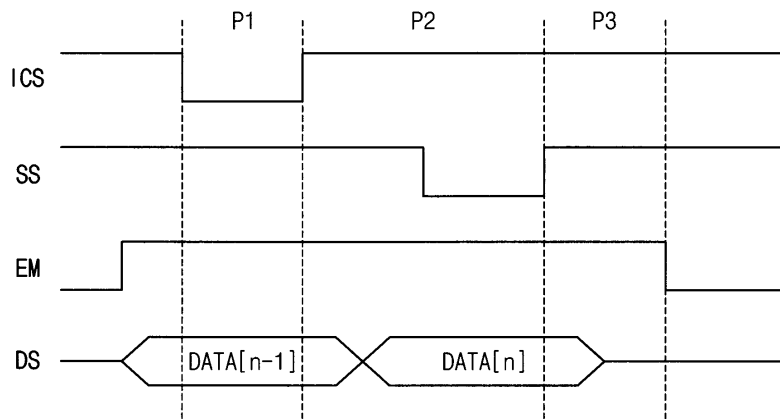 P1 P2 P3
ICS
SS
EM
DS DATA[n-1] DATA[n]